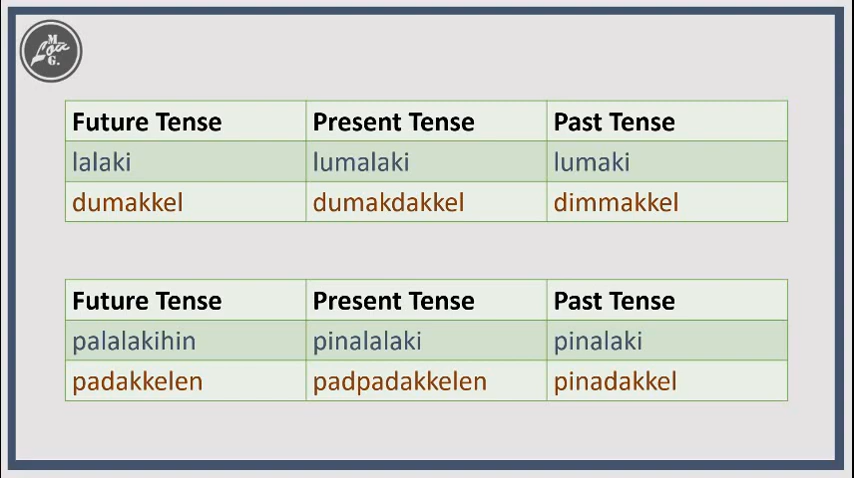 M
Loa
G.
Future Tense Present Tense Past Tense
lalaki lumalaki lumaki
dumakkel dumakdakkel dimmakkel
Future Tense Present Tense Past Tense
palalakihin pinalalaki pinalaki
padakkelen padpadakkelen pinadakkel